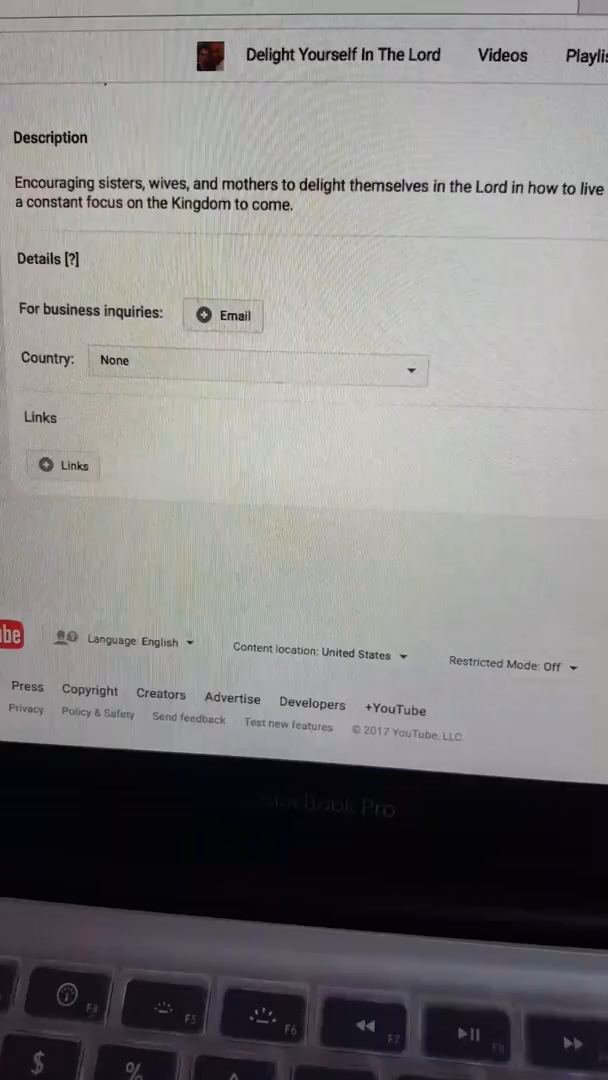 Delight Yourself In The Lord Videos
Description
Encouraging sisters, wives, and mothers to delight themselves in the Lord in how to live
a constant focus on the Kingdom to come.
Details [?]
For business inquiries: Email
Country: None
Links
Links
Language: English Content location: United States Restricted Mode: Off
Press Copyright Creators Advertise Developers +YouTube
Privacy Policy & Safety Send feedback Test new features © 2017 YouTube, LLC
MacBook Pro
F4 F5 F6 F7 F8
$ %